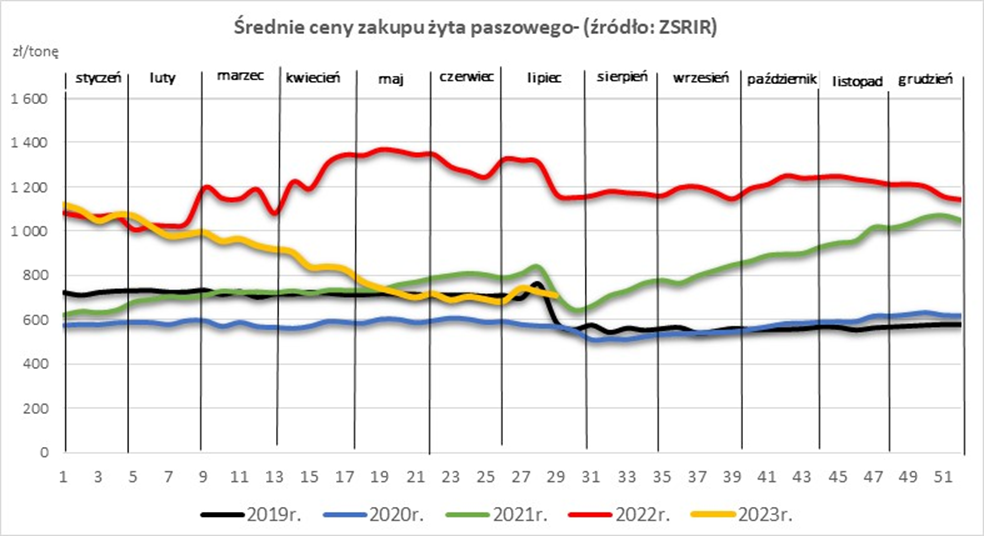 Średnie ceny zakupu żyta paszowego- (źródło: ZSRIR)
zł/tonę
styczeń luty marzec kwiecień maj czerwiec lipiec sierpień wrzesień październik listopad grudzień
1 600
1 400
1 200
1 000
800
600
400
200
0
1 3 5 7 9 11 13 15 17 19 21 23 25 27 29 31 33 35 37 39 41 43 45 47 49 51
2019r. 2020r. 2021r. 2022r. 2023r.